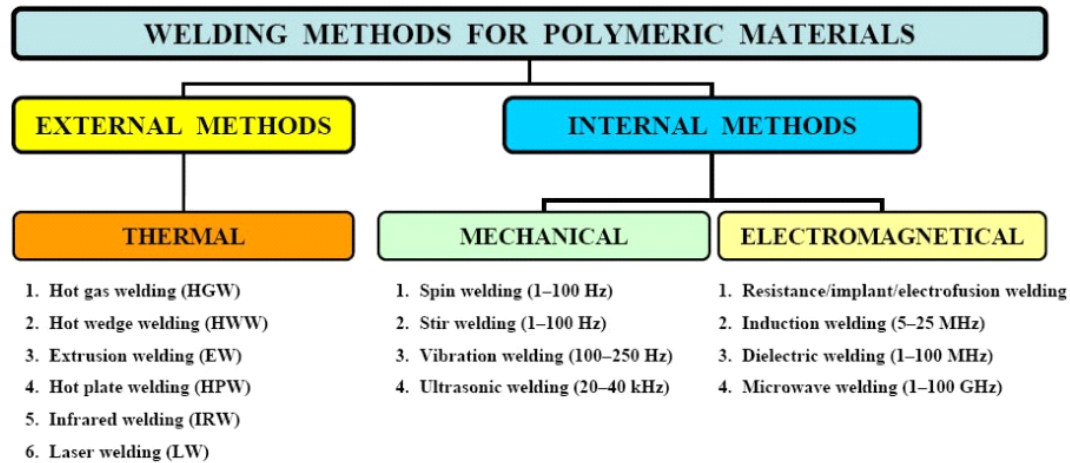 WELDING METHODS FOR POLYMERIC MATERIALS
EXTERNAL METHODS
INTERNAL METHODS
THERMAL
MECHANICAL
ELECTROMAGNETICAL
1. Hot gas welding (HGW)
2. Hot wedge welding (HWW)
3. Extrusion welding (EW)
4. Hot plate welding (HPW)
5. Infrared welding (IRW)
6. Laser welding (LW)
1. Spin welding (1–100 Hz)
2. Stir welding (1–100 Hz)
3. Vibration welding (100–250 Hz)
4. Ultrasonic welding (20–40 kHz)
1. Resistance/implant/electrofusion welding
2. Induction welding (5–25 MHz)
3. Dielectric welding (1–100 MHz)
4. Microwave welding (1–100 GHz)